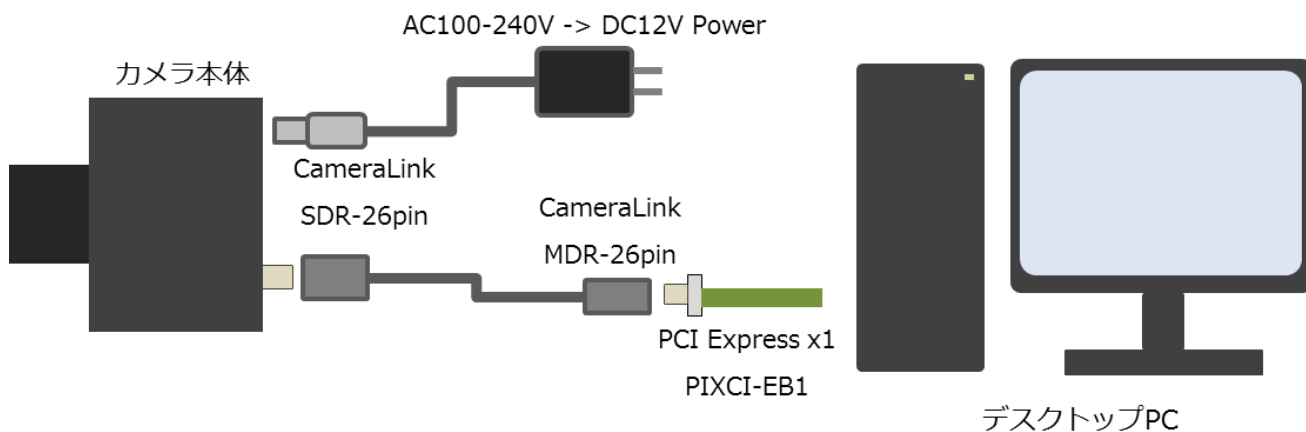 AC100-240V -> DC12V Power
カメラ本体
CameraLink
SDR-26pin
CameraLink
MDR-26pin
PCI Express x1
PIXCI-EB1
デスクトップPC